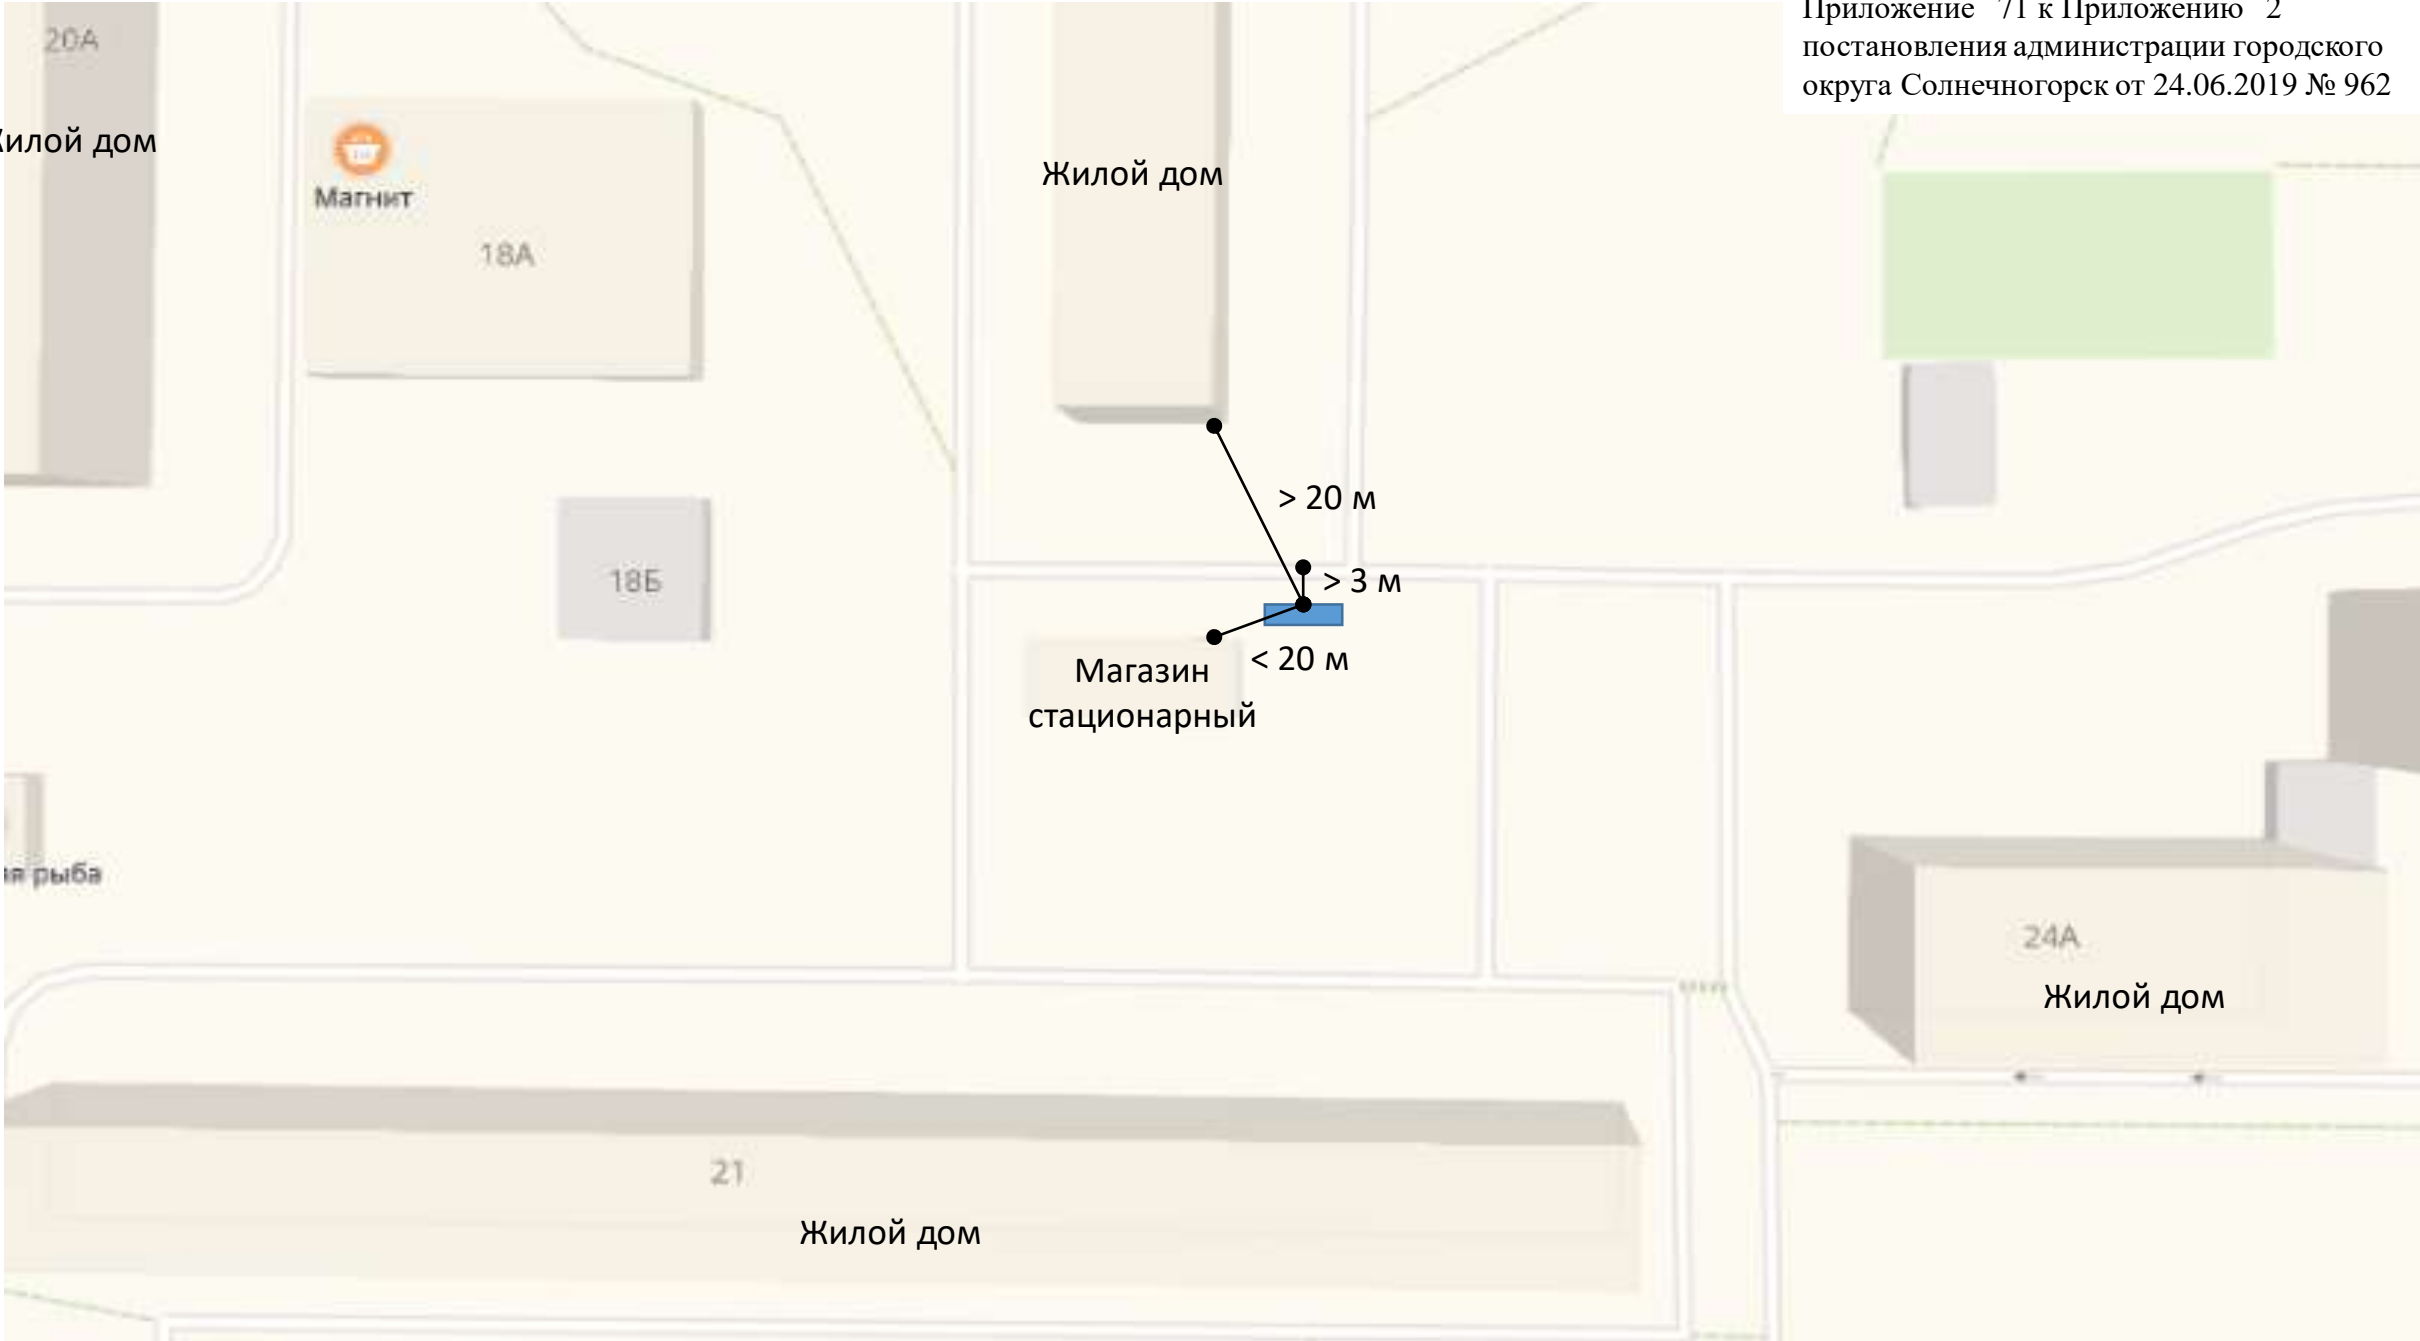 Приложение 71 к Приложению 2
постановления администрации городского
округа Солнечногорск от 24.06.2019 № 962
20А
Жилой дом
Магнит
18А
Жилой дом
> 20 м
18Б
> 3 м
< 20 м
Магазин
стационарный
рыба
24А
Жилой дом
21
Жилой дом